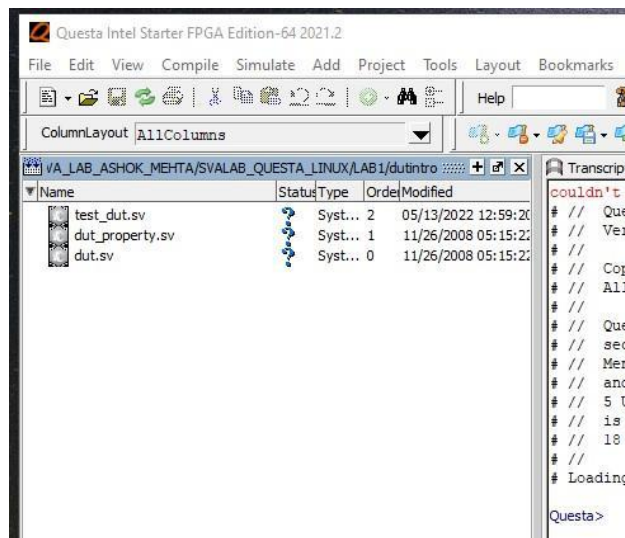 Questa Intel Starter FPGA Edition-64 2021.2
File Edit View Compile Simulate Add Project Tools Layout Bookmarks
Help
ColumnLayout AllColumns
VA_LAB_ASHOK_MEHTA/SVALAB_QUESTA_LINUX/LAB1/dutintro
Name Status Type Order Modified
test_dut.sv ? Syst... 2 05/13/2022 12:59:20
dut_property.sv ? Syst... 1 11/26/2008 05:15:22
dut.sv ? Syst... 0 11/26/2008 05:15:22
Transcrip
couldn't
# // Que
# // Ver
# //
# // Cop
# // All
# //
# // Que
# // sec
# // Mer
# // and
# // 5 U
# // is
# // 18
# //
# Loading
Questa>